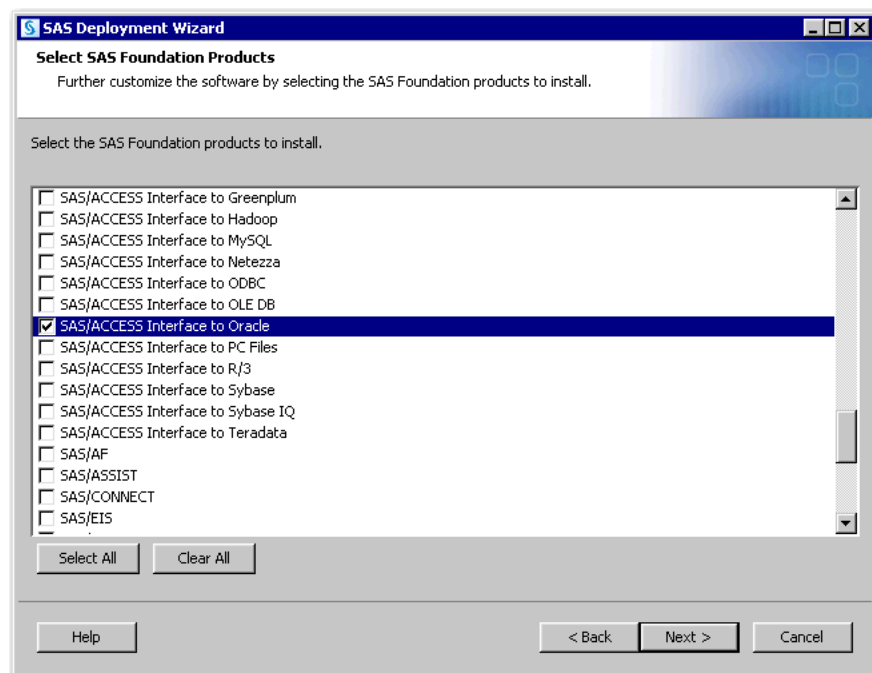 SAS Deployment Wizard
Select SAS Foundation Products
Further customize the software by selecting the SAS Foundation products to install.
Select the SAS Foundation products to install.
SAS/ACCESS Interface to Greenplum
SAS/ACCESS Interface to Hadoop
SAS/ACCESS Interface to MySQL
SAS/ACCESS Interface to Netezza
SAS/ACCESS Interface to ODBC
SAS/ACCESS Interface to OLE DB
SAS/ACCESS Interface to Oracle
SAS/ACCESS Interface to PC Files
SAS/ACCESS Interface to R/3
SAS/ACCESS Interface to Sybase
SAS/ACCESS Interface to Sybase IQ
SAS/ACCESS Interface to Teradata
SAS/AF
SAS/ASSIST
SAS/CONNECT
SAS/EIS
Select All Clear All
Help < Back Next > Cancel